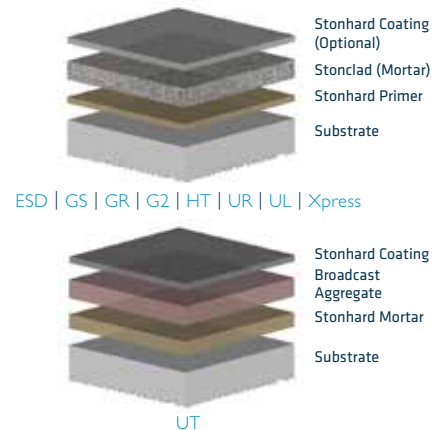 Stonhard Coating
(Optional)
Stonclad (Mortar)
Stonhard Primer
Substrate
ESD | GS | GR | G2 | HT | UR | UL | Xpress
Stonhard Coating
Broadcast
Aggregate
Stonhard Mortar
Substrate
UT